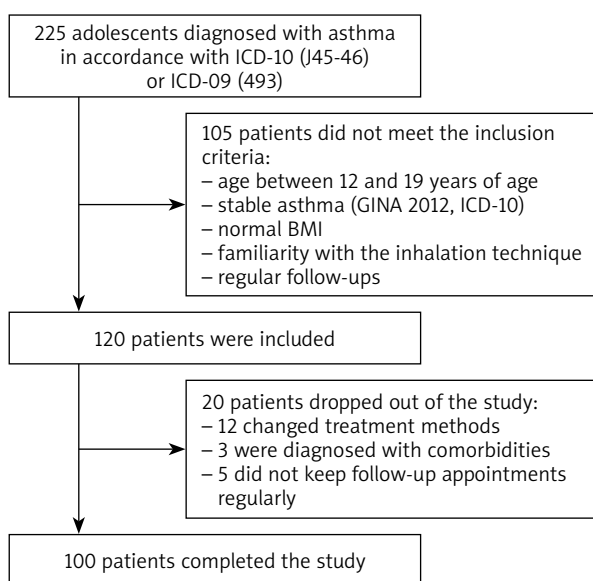 225 adolescents diagnosed with asthma
in accordance with ICD-10 (J45-46)
or ICD-09 (493)
105 patients did not meet the inclusion
criteria:
– age between 12 and 19 years of age
– stable asthma (GINA 2012, ICD-10)
– normal BMI
– familiarity with the inhalation technique
– regular follow-ups
120 patients were included
20 patients dropped out of the study:
– 12 changed treatment methods
– 3 were diagnosed with comorbidities
– 5 did not keep follow-up appointments
regularly
100 patients completed the study